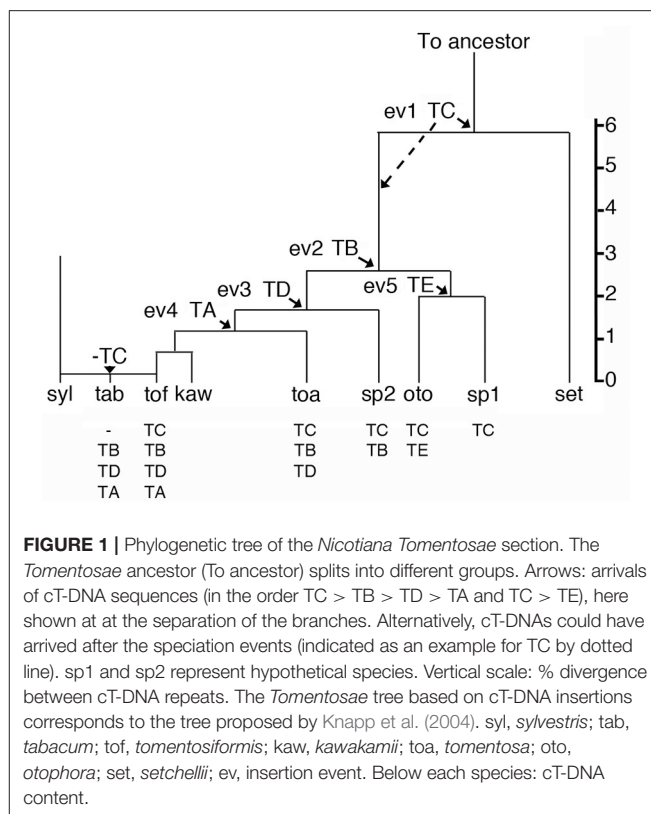 To ancestor
ev1 TC
6
5
4
ev2 TB
3
ev3 TD
ev5 TE
2
ev4 TA
1
-TC
0
syl tab tof kaw toa sp2 oto sp1 set
- TC TC TC TC TC
TB TB TB TB TE
TD TD TD
TA TA
FIGURE 1 | Phylogenetic tree of the Nicotiana Tomentosae section. The
Tomentosae ancestor (To ancestor) splits into different groups. Arrows: arrivals
of cT-DNA sequences (in the order TC > TB > TD > TA and TC > TE), here
shown at at the separation of the branches. Alternatively, cT-DNAs could have
arrived after the speciation events (indicated as an example for TC by dotted
line). sp1 and sp2 represent hypothetical species. Vertical scale: % divergence
between cT-DNA repeats. The Tomentosae tree based on cT-DNA insertions
corresponds to the tree proposed by Knapp et al. (2004). syl, sylvestris; tab,
tabacum; tof, tomentosiformis; kaw, kawakamii; toa, tomentosa; oto,
otophora; set, setchellii; ev, insertion event. Below each species: cT-DNA
content.